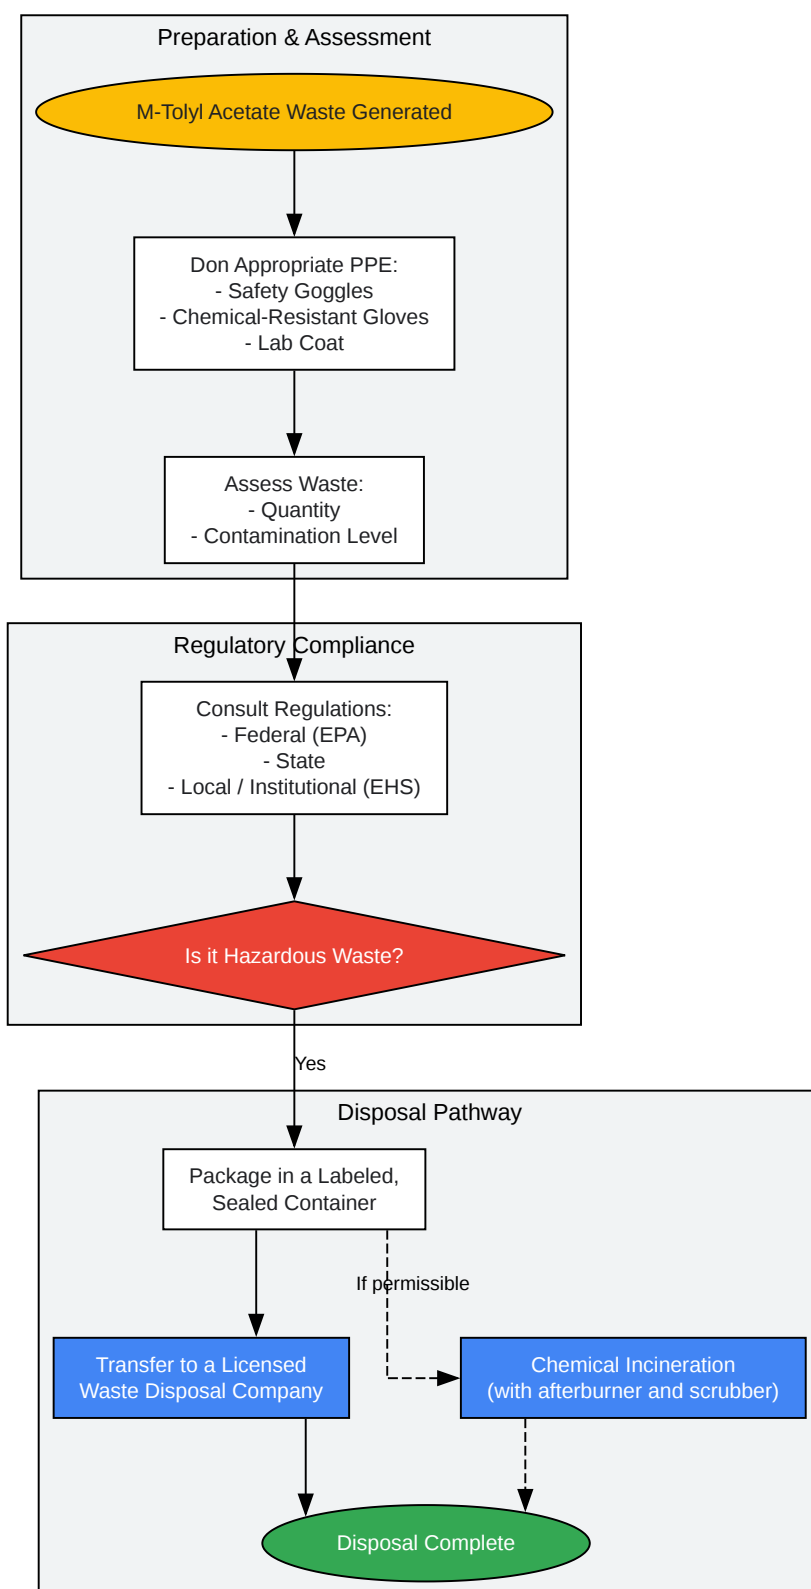 Preparation & Assessment
M-Tolyl Acetate Waste Generated
Don Appropriate PPE:
- Safety Goggles
- Chemical-Resistant Gloves
- Lab Coat
Assess Waste:
- Quantity
- Contamination Level
Regulatory Compliance
Consult Regulations:
- Federal (EPA)
- State
- Local / Institutional (EHS)
Is it Hazardous Waste?
Yes
Disposal Pathway
Package in a Labeled,
Sealed Container
If permissible
Transfer to a Licensed
Waste Disposal Company
Chemical Incineration
(with afterburner and scrubber)
Disposal Complete